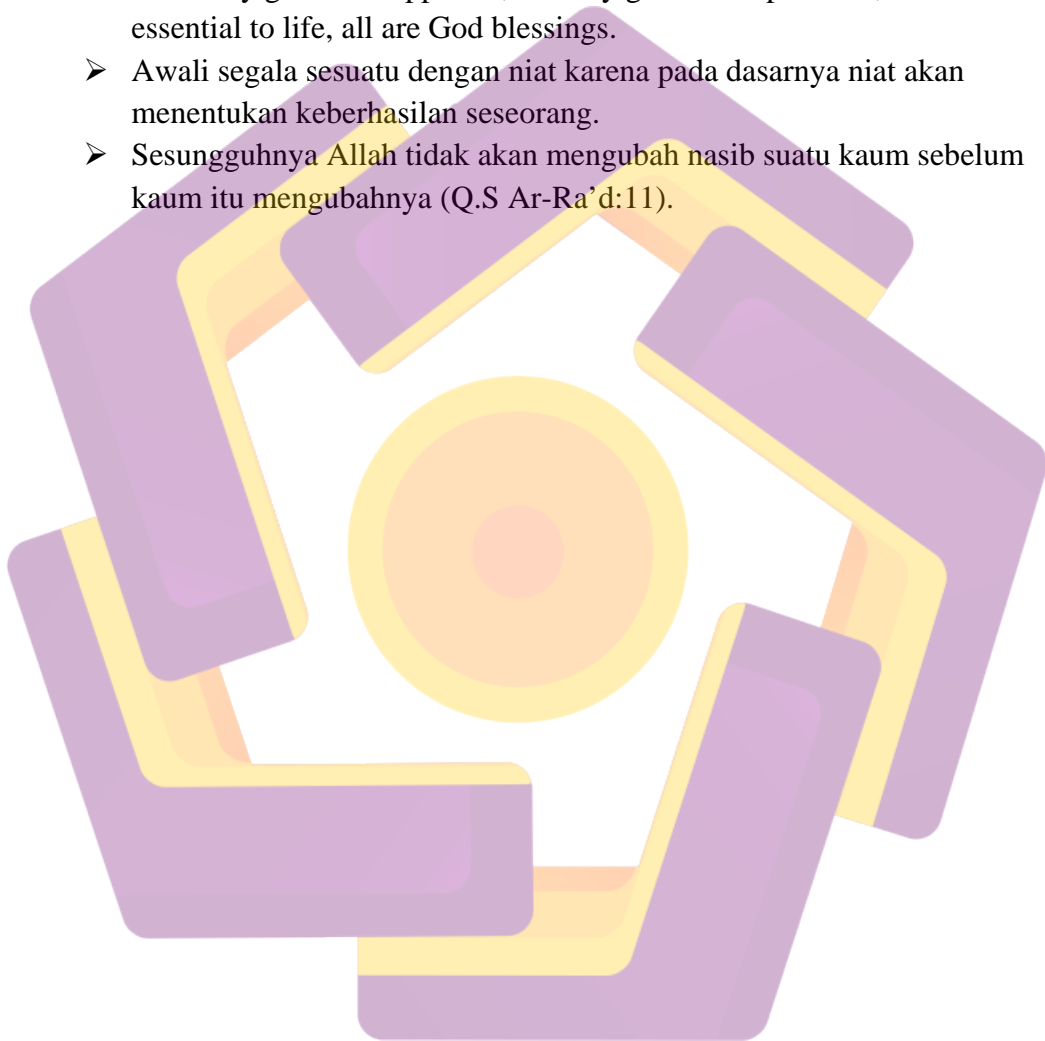 essential to life, all are God blessings.
➤ Awali segala sesuatu dengan niat karena pada dasarnya niat akan
menentukan keberhasilan seseorang.
➤ Sesungguhnya Allah tidak akan mengubah nasib suatu kaum sebelum
kaum itu mengubahnya (Q.S Ar-Ra’d:11).